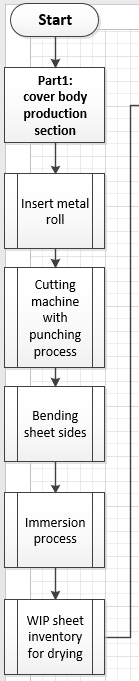 Start
Part1:
cover body
production
section
Insert metal
roll
Cutting
machine
with
punching
process
Bending
sheet sides
Immersion
process
WIP sheet
inventory
for drying